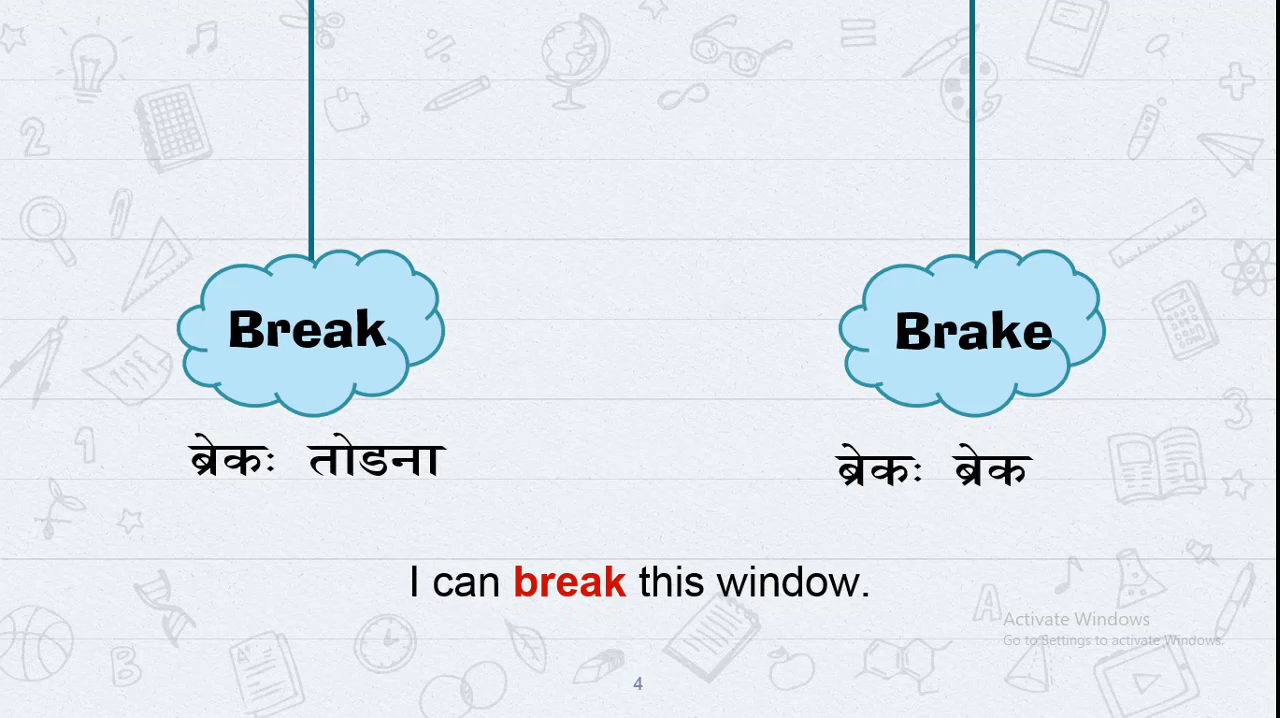 Break
Brake
ब्रेकः तोडना
ब्रेकः ब्रेक
I can break this window.
Activate Windows
Go to Settings to activate Windows.
4